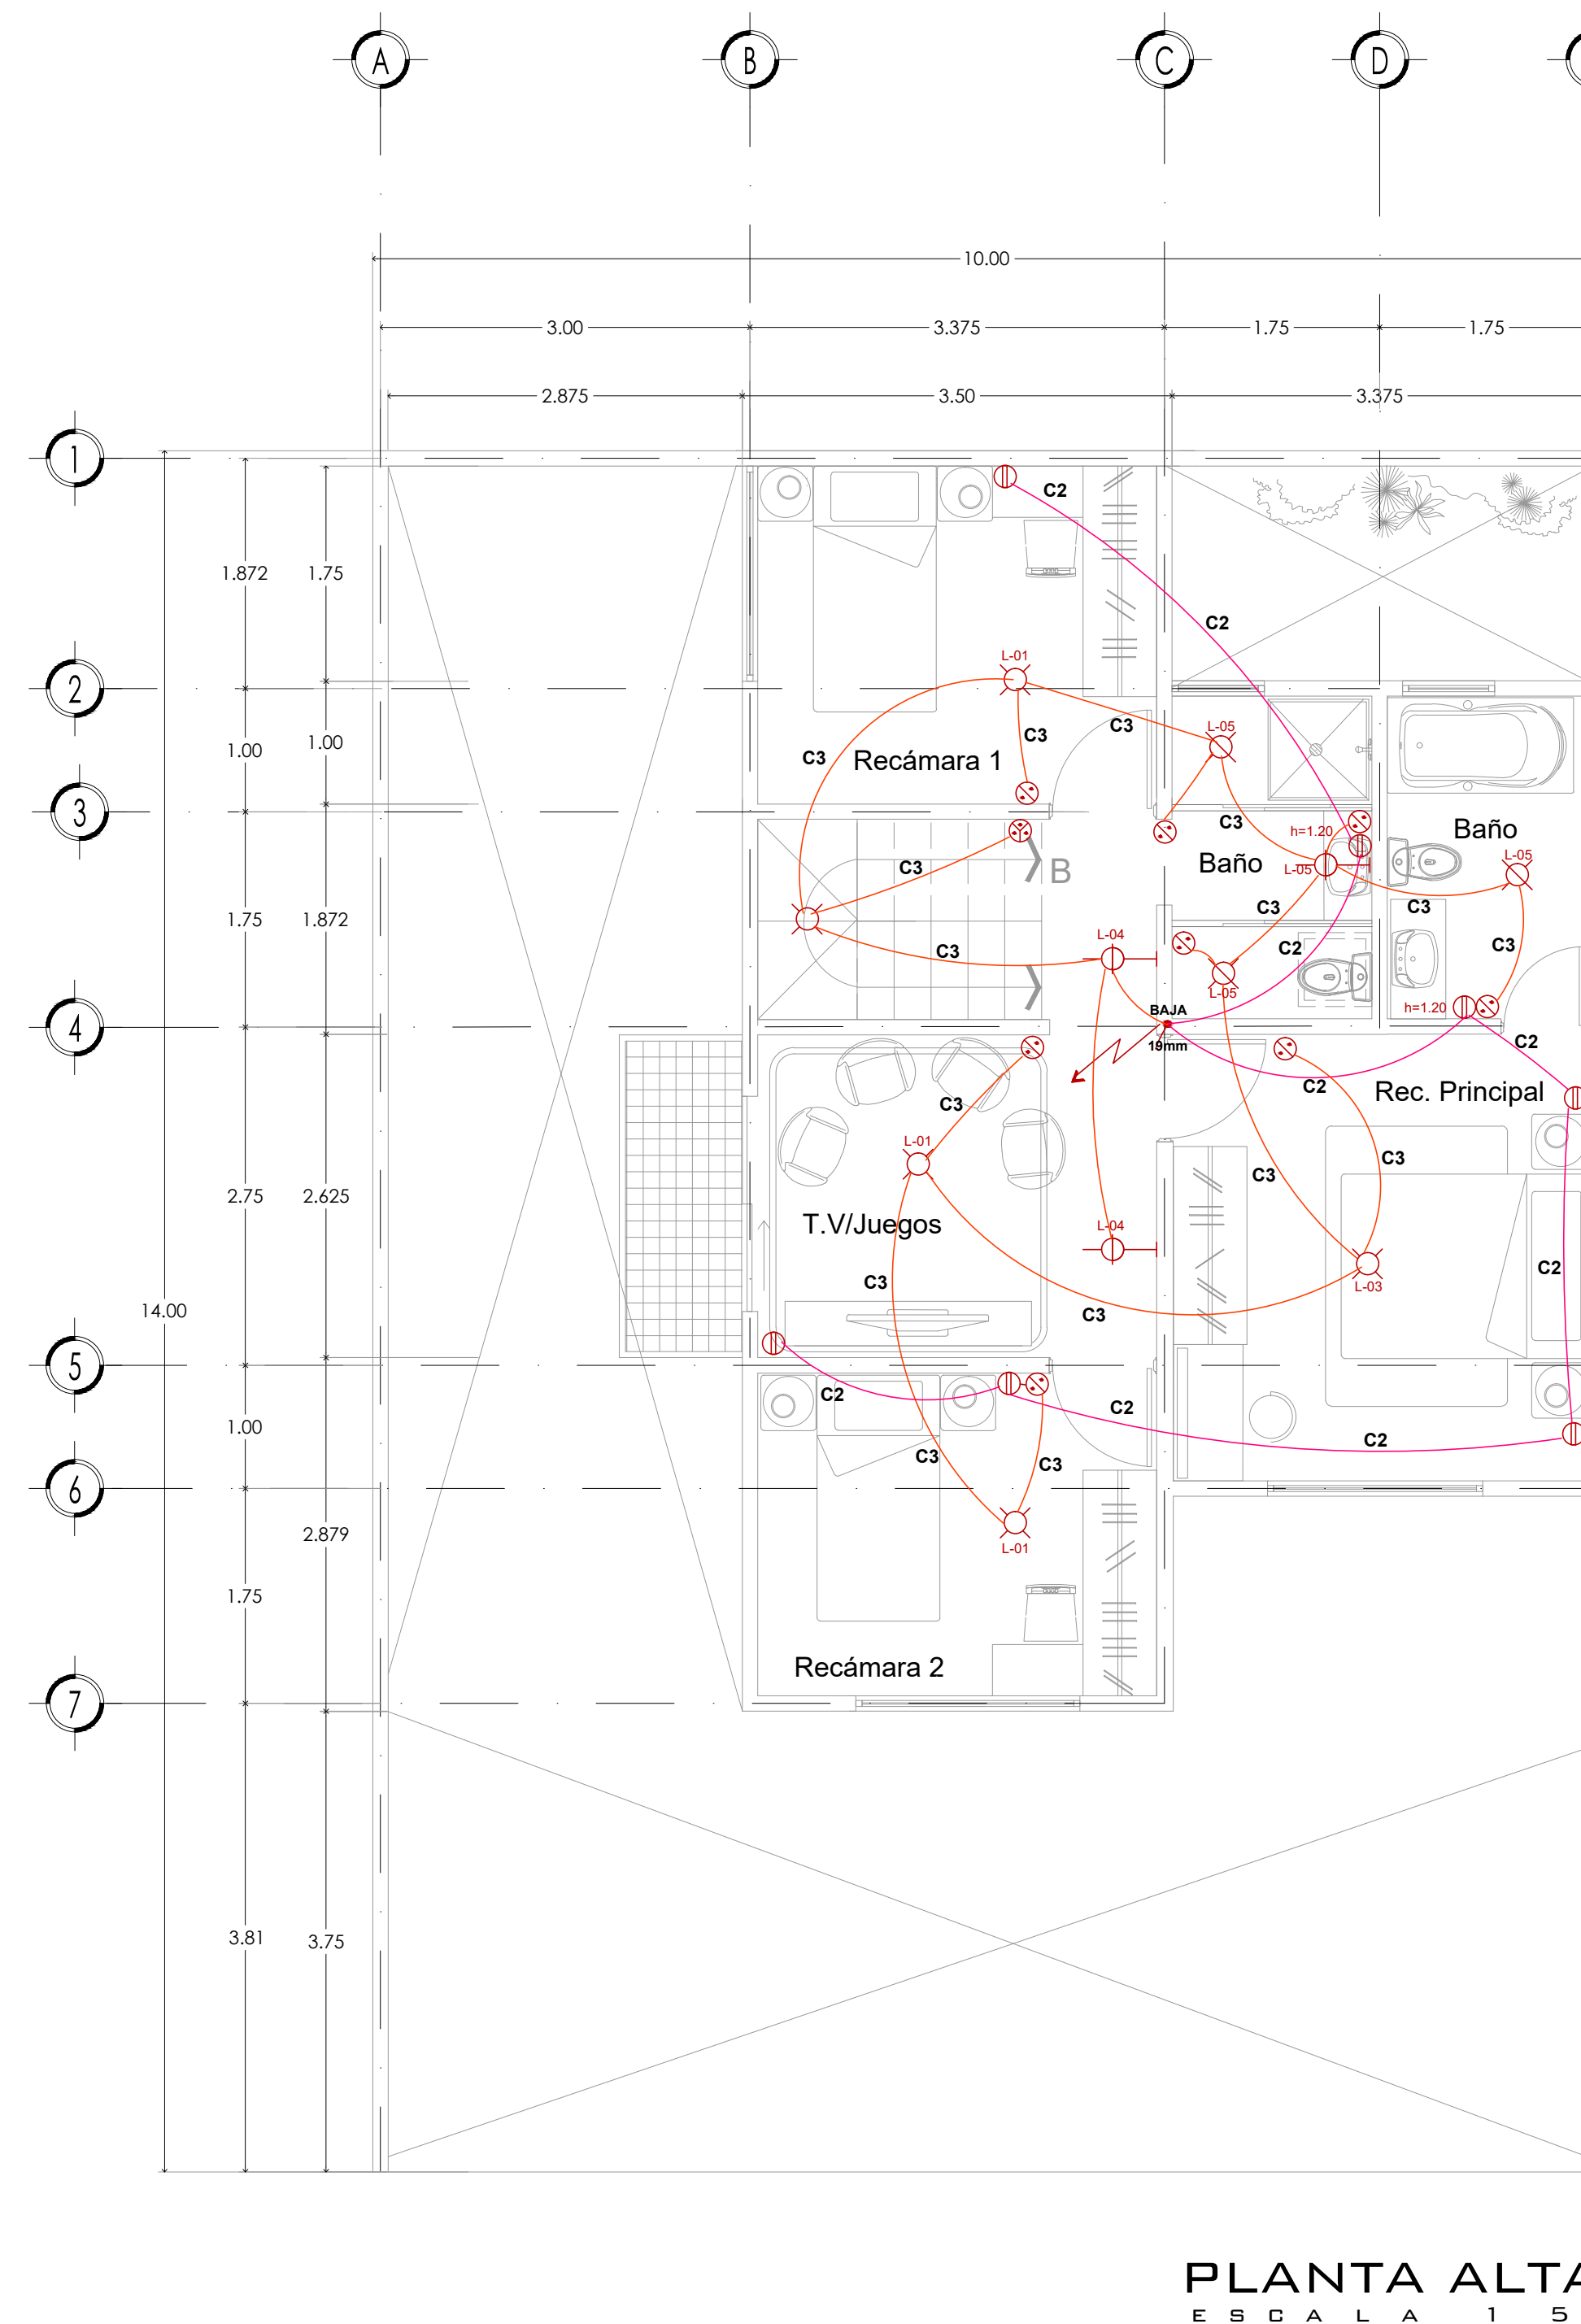 A
B
C
D
10.00
3.00
3.375
1.75
1.75
2.875
3.50
3.375
1
C2
1.872
1.75
C2
L-01
2
C3
L-05
1.00
1.00
C3
C3
Recámara 1
3
C3
h=1.20
Baño
L-05
C3
B
Baño
L-05
1.75
1.872
C3
C3
L-04
C3
C2
C3
L-05
h=1.20
4
BAJA
19mm
C2
C2
Rec. Principal
C3
L-01
C3
C3
2.75
2.625
T.V/Juegos
L-04
C2
C3
L-03
14.00
C3
5
C2
C2
1.00
C2
C3
C3
6
2.879
L-01
1.75
Recámara 2
7
3.81
3.75
PLANTA ALTA
ESCALA 1 5